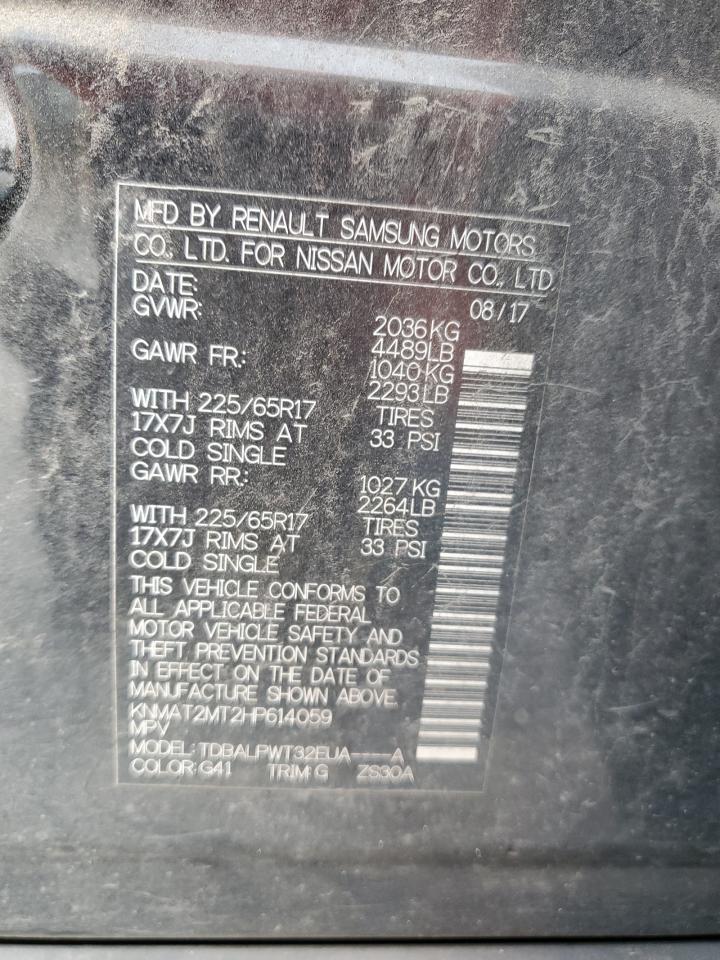 MFD BY RENAULT SAMSUNG MOTORS
CO., LTD. FOR NISSAN MOTOR CO., LTD.
DATE: 08/17
GVWR: 2036KG
4489LB
GAWR FR.: 1040KG
2293LB
WITH 225/65R17 TIRES
17X7J RIMS AT 33 PSI
COLD SINGLE
GAWR RR.: 1027KG
2264LB
WITH 225/65R17 TIRES
17X7J RIMS AT 33 PSI
COLD SINGLE
THIS VEHICLE CONFORMS TO
ALL APPLICABLE FEDERAL
MOTOR VEHICLE SAFETY AND
THEFT PREVENTION STANDARDS
IN EFFECT ON THE DATE OF
MANUFACTURE SHOWN ABOVE.
KNMAT2MT2HP614059
MPV
MODEL: TDBALPWT32EUA----A
COLOR: G41 TRIM: G ZS30A